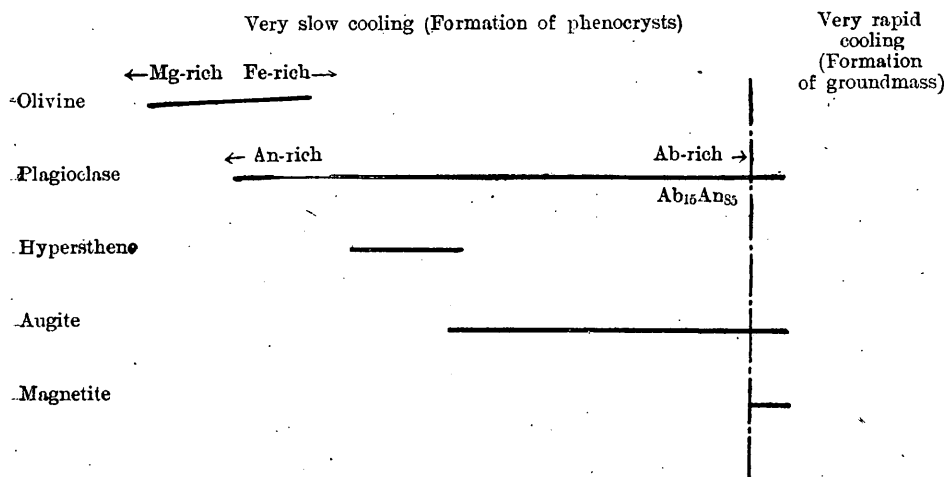 Very slow cooling (Formation of phenocrysts)
Very rapid
cooling
(Formation
of groundmass)
←Mg-rich Fe-rich→
Olivine
← An-rich Ab-rich →
Plagioclase
Ab₁₅An₈₅
Hypersthene
Augite
Magnetite